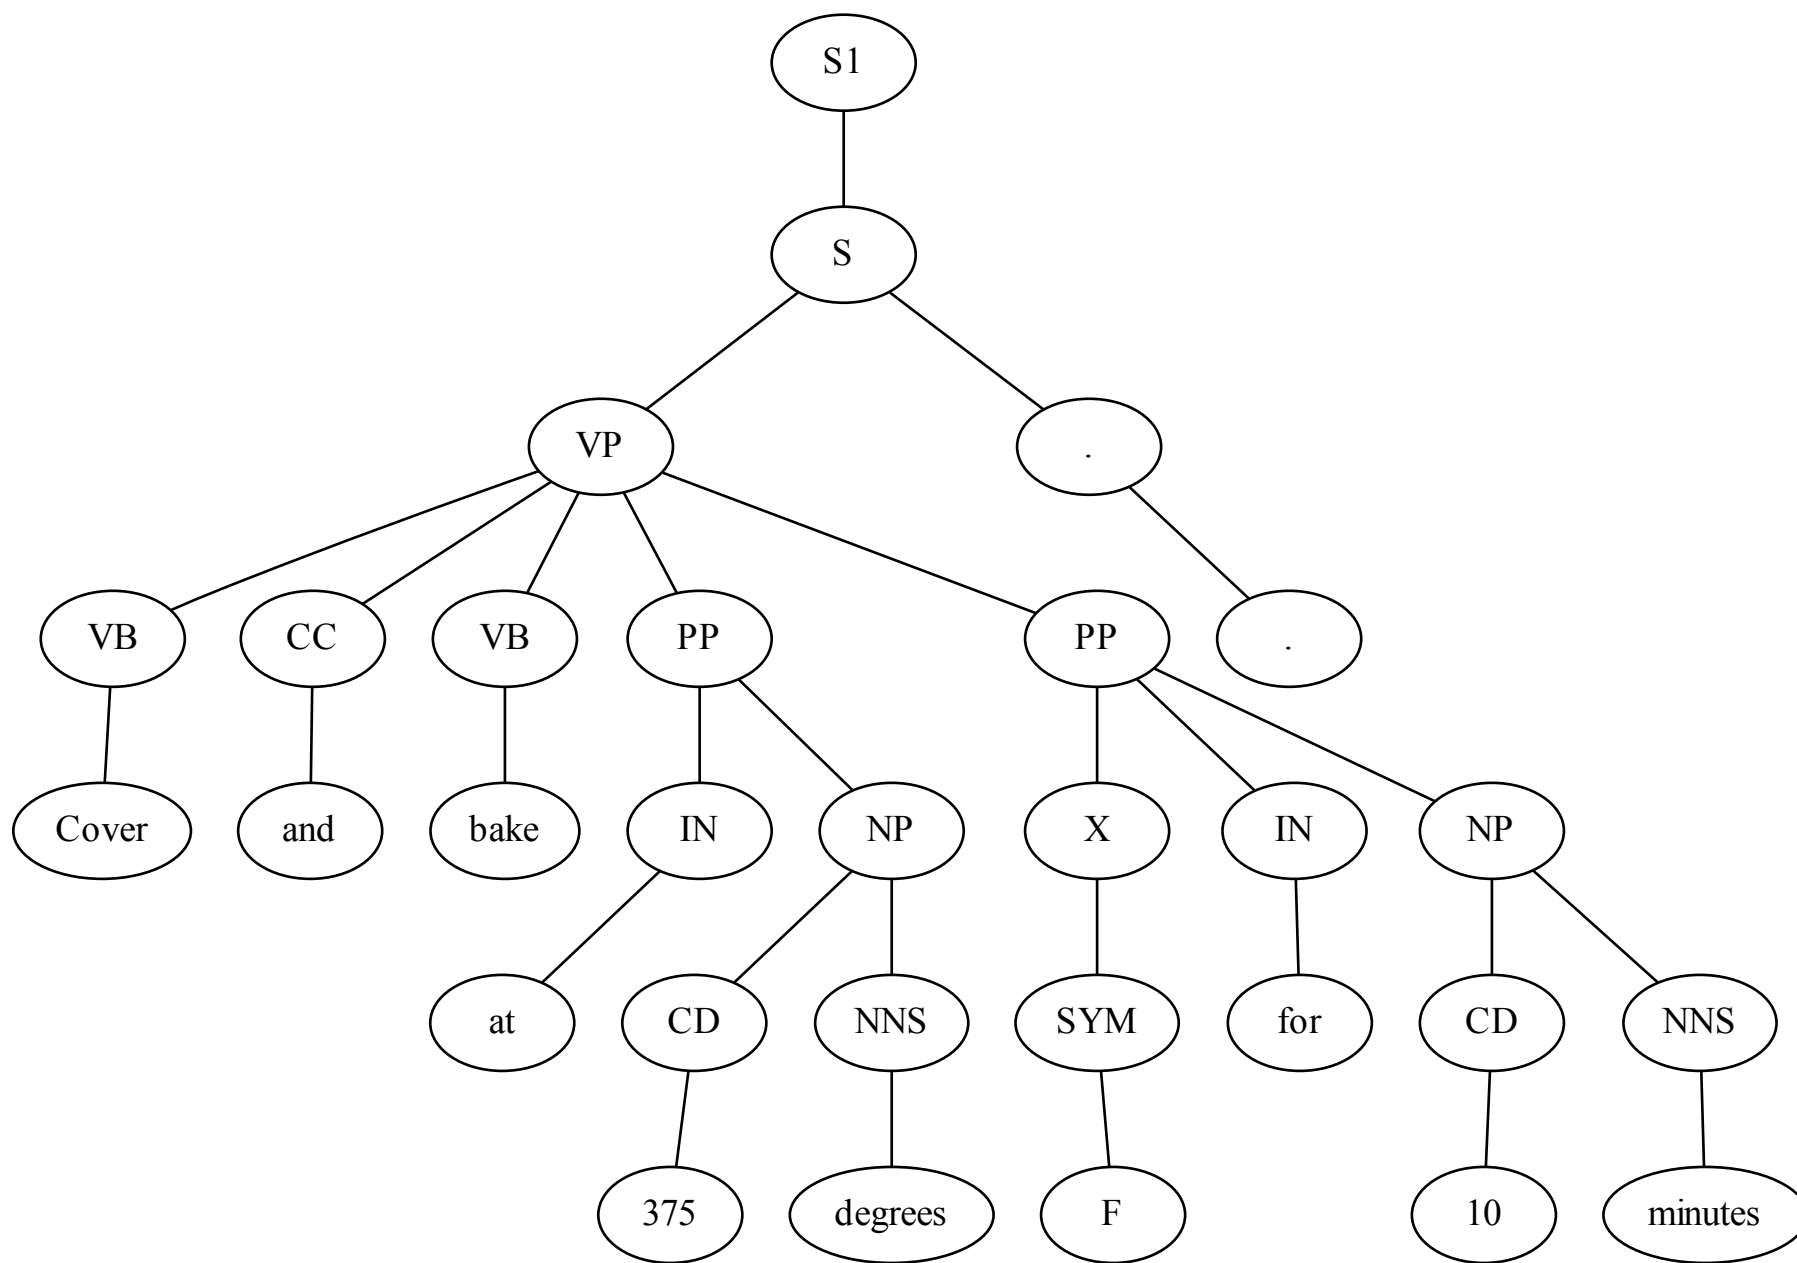 S1
S
VP .
VB CC VB PP PP .
Cover and bake IN NP X IN NP
at CD NNS SYM for CD NNS
375 degrees F 10 minutes